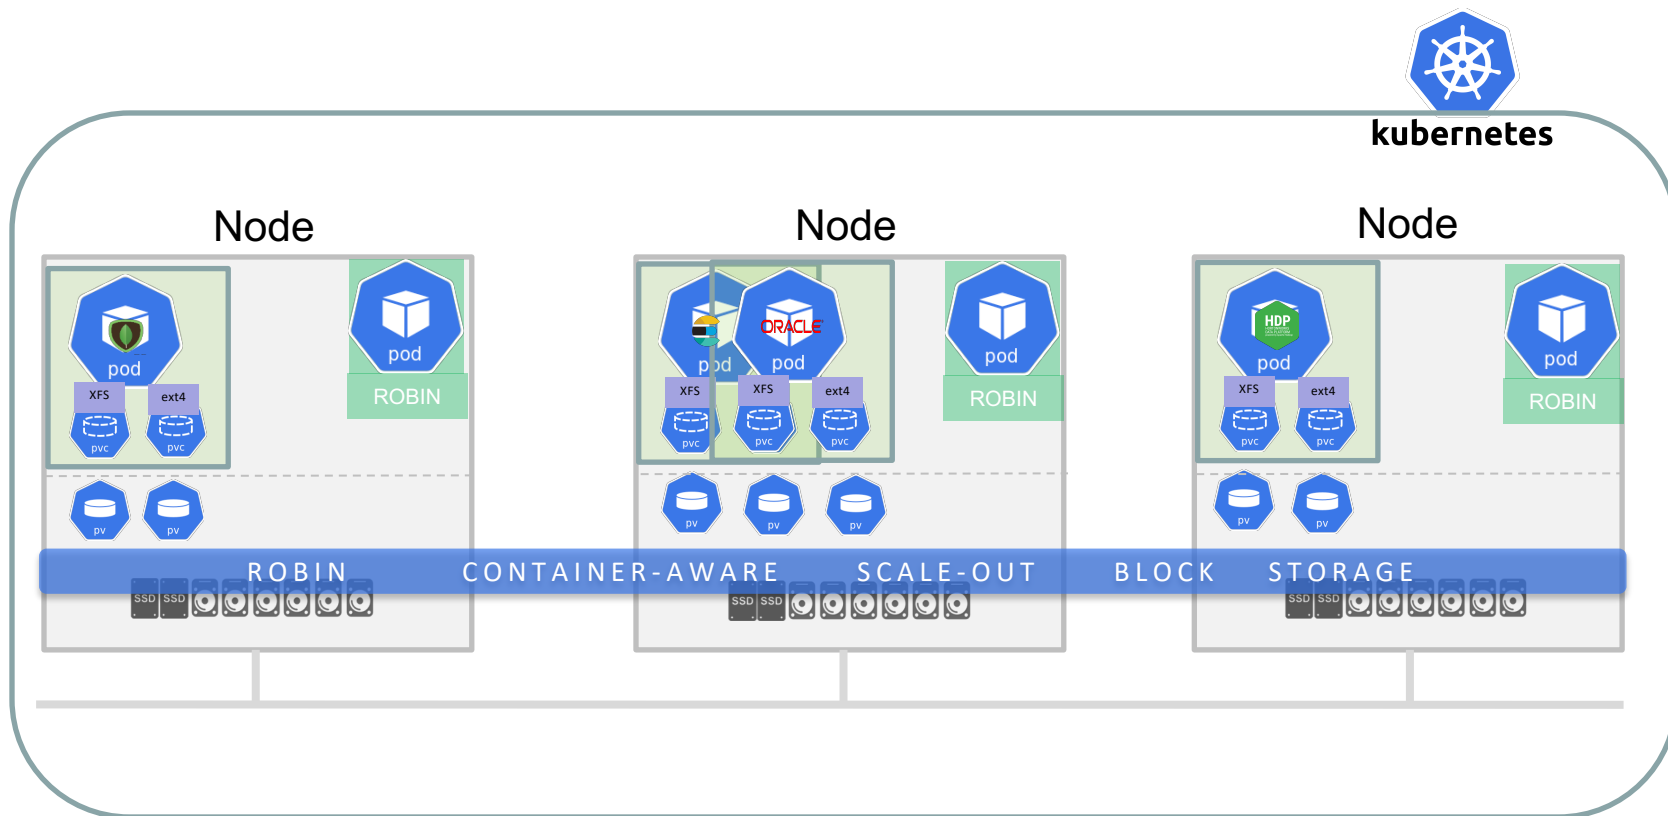 kubernetes
Node
Node
Node
pod
XFS
ext4
pvc
pvc
pod
ROBIN
pv
pv
pod
ORACLE
pod
XFS
XFS
ext4
pvc
pvc
pvc
pod
ROBIN
pv
pv
pv
HDP
pod
XFS
ext4
pvc
pvc
pod
ROBIN
pv
pv
ROBIN CONTAINER-AWARE SCALE-OUT BLOCK STORAGE
SSD SSD
SSD SSD
SSD SSD